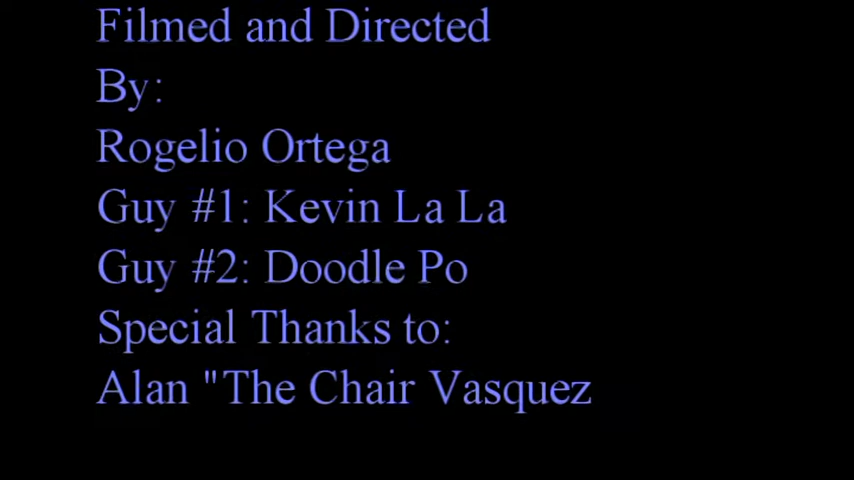 Filmed and Directed
By:
Rogelio Ortega
Guy #1: Kevin La La
Guy #2: Doodle Po
Special Thanks to:
Alan "The Chair Vasquez